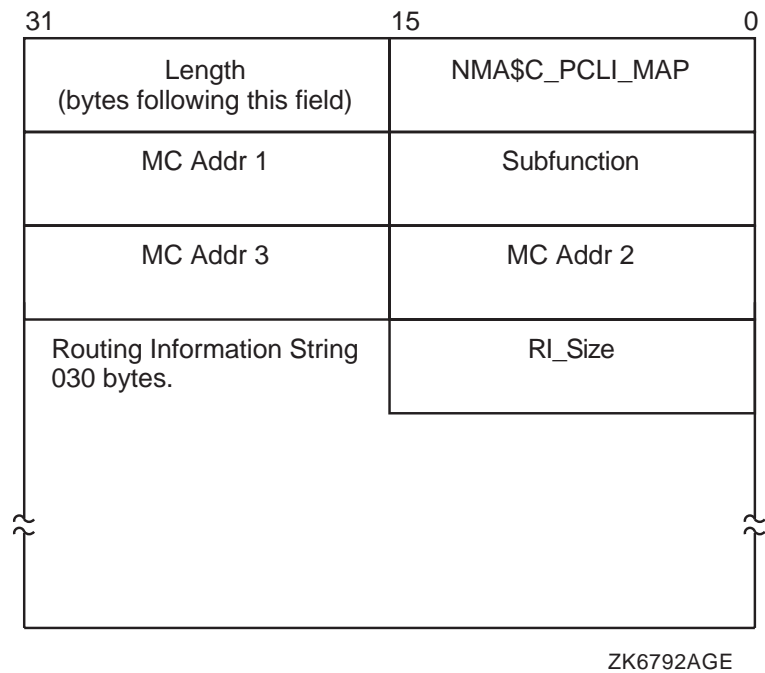 31 15 0
Length NMA$C_PCLI_MAP
(bytes following this field)
MC Addr 1 Subfunction
MC Addr 3 MC Addr 2
Routing Information String RI_Size
030 bytes.
ZK6792AGE